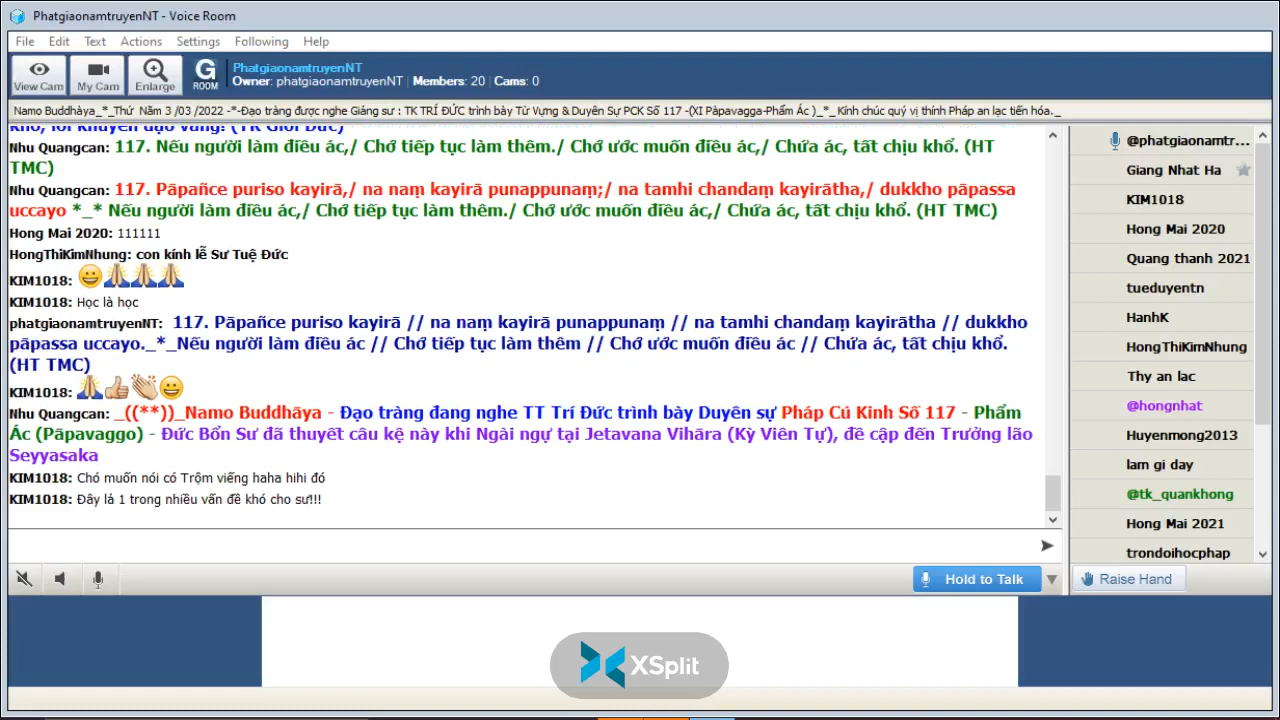 PhatgiaonamtruyenNT - Voice Room
File Edit Text Actions Settings Following Help
View Cam My Cam Enlarge G ROOM
PhatgiaonamtruyenNT
Owner: phatgiaonamtruyenNT | Members: 20 | Cams: 0
Namo Buddhàya_*_Thứ Năm 3 /03 /2022 -*-Đạo tràng được nghe Giảng sư : TK TRÍ ĐỨC trình bày Từ Vựng & Duyên Sự PCK Số 117 -(XI Pàpavagga-Phẩm Ác )_*_Kính chúc quý vị thính Pháp an lạc tiến hóa._
khổ, lời khuyên đạo vàng! (TK Giới Đức)
Nhu Quangcan: 117. Nếu người làm điều ác,/ Chớ tiếp tục làm thêm./ Chớ ước muốn điều ác,/ Chứa ác, tất chịu khổ. (HT
TMC)
Nhu Quangcan: 117. Pāpañce puriso kayirā,/ na naṃ kayirā punappunaṃ;/ na tamhi chandaṃ kayirātha,/ dukkho pāpassa
uccayo *_* Nếu người làm điều ác,/ Chớ tiếp tục làm thêm./ Chớ ước muốn điều ác,/ Chứa ác, tất chịu khổ. (HT TMC)
Hong Mai 2020: 111111
HongThiKimNhung: con kính lễ Sư Tuệ Đức
KIM1018: 😀🙏🙏🙏
KIM1018: Học là học
phatgiaonamtruyenNT: 117. Pāpañce puriso kayirā // na naṃ kayirā punappunaṃ // na tamhi chandaṃ kayirātha // dukkho
pāpassa uccayo._*_Nếu người làm điều ác // Chớ tiếp tục làm thêm // Chớ ước muốn điều ác // Chứa ác, tất chịu khổ.
(HT TMC)
KIM1018: 🙏👍👏😀
Nhu Quangcan: _((**))_Namo Buddhāya - Đạo tràng đang nghe TT Trí Đức trình bày Duyên sự Pháp Cú Kinh Số 117 - Phẩm
Ác (Pāpavaggo) - Đức Bổn Sư đã thuyết câu kệ này khi Ngài ngự tại Jetavana Vihāra (Kỳ Viên Tự), đề cập đến Trưởng lão
Seyyasaka
KIM1018: Chó muốn nói có Trộm viếng haha hihi đó
KIM1018: Đây lá 1 trong nhiều vấn đề khó cho sư!!!
Hold to Talk
@phatgiaonamtr...
Giang Nhat Ha
KIM1018
Hong Mai 2020
Quang thanh 2021
tueduyentn
HanhK
HongThiKimNhung
Thy an lac
@hongnhat
Huyenmong2013
lam gi day
@tk_quankhong
Hong Mai 2021
trondoihocphap
Raise Hand
XSplit